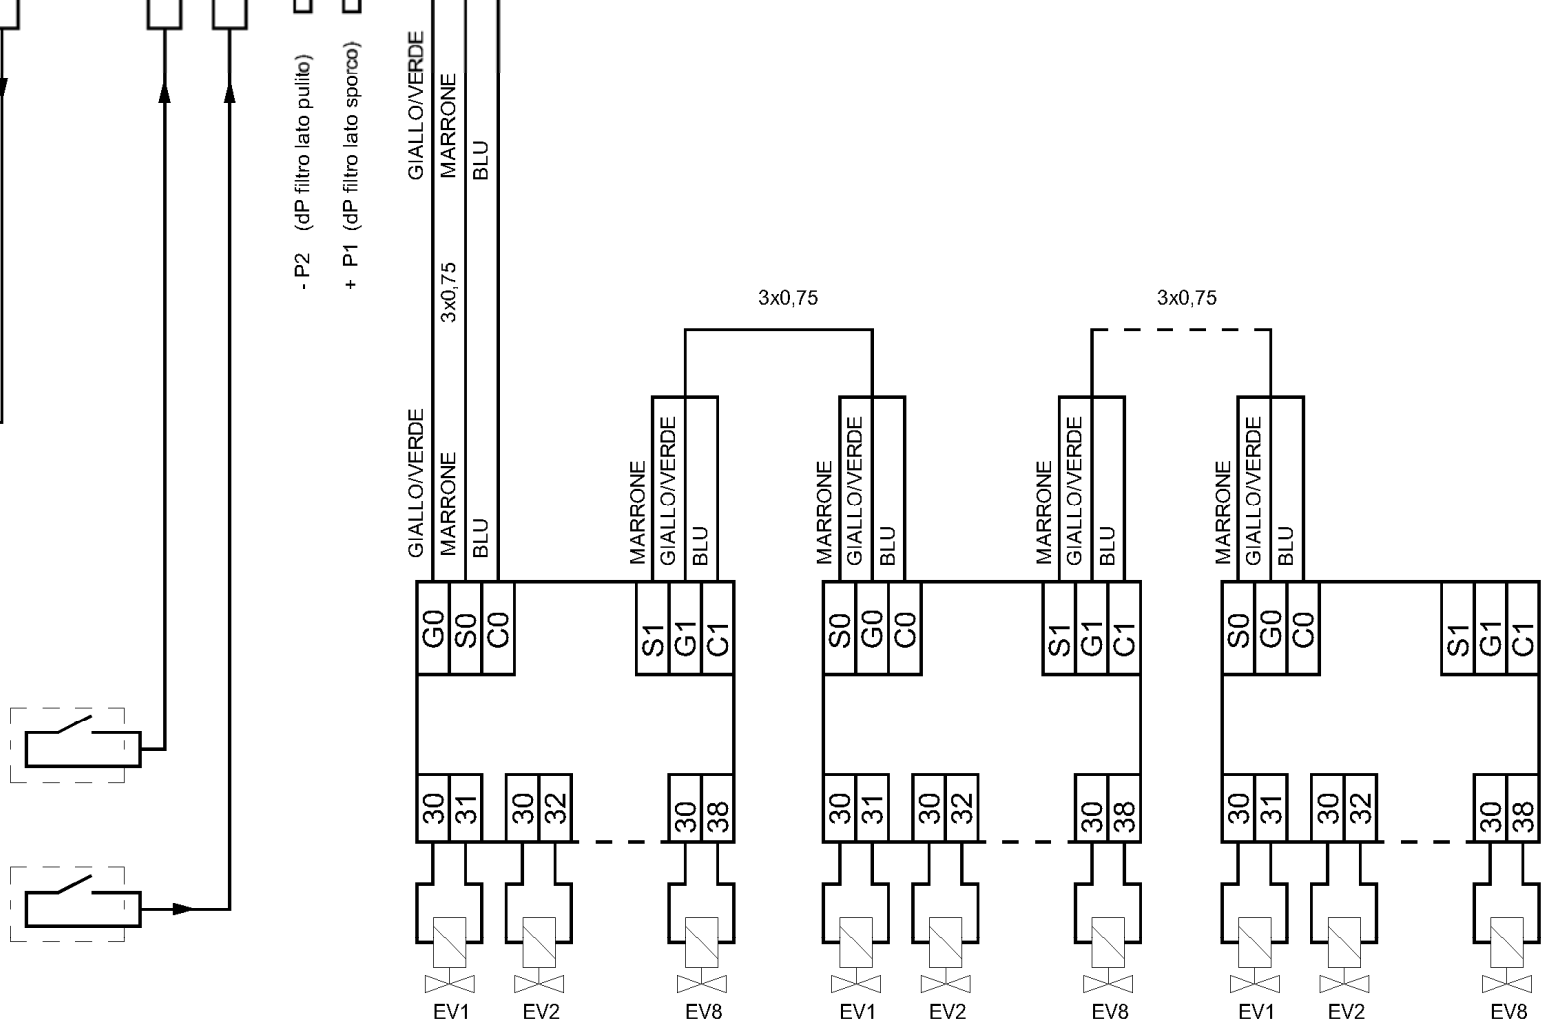 - P2 (dP filtro lato pulito)
+ P1 (dP filtro lato sporco)
GIALLO/VERDE
MARRONE
BLU
3x0,75
GIALLO/VERDE
MARRONE
BLU
3x0,75
3x0,75
MARRONE
GIALLO/VERDE
BLU
MARRONE
GIALLO/VERDE
BLU
MARRONE
GIALLO/VERDE
BLU
MARRONE
GIALLO/VERDE
BLU
G0 S0 C0
S1 G1 C1
S0 G0 C0
S1 G1 C1
S0 G0 C0
S1 G1 C1
30 31
30 32
30 38
30 31
30 32
30 38
30 31
30 32
30 38
EV1
EV2
EV8
EV1
EV2
EV8
EV1
EV2
EV8